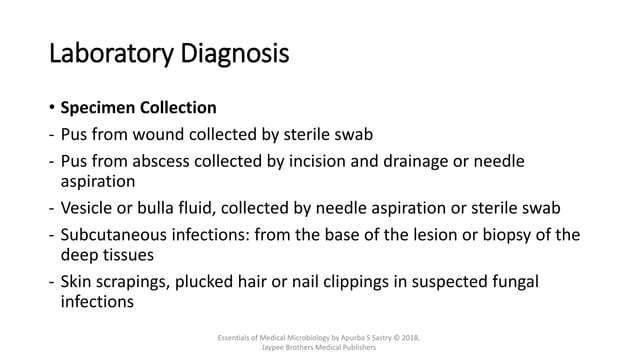 Laboratory Diagnosis
• Specimen Collection
- Pus from wound collected by sterile swab
- Pus from abscess collected by incision and drainage or needle
aspiration
- Vesicle or bulla fluid, collected by needle aspiration or sterile swab
- Subcutaneous infections: from the base of the lesion or biopsy of the
deep tissues
- Skin scrapings, plucked hair or nail clippings in suspected fungal
infections
Essentials of Medical Microbiology by Apurba S Sastry © 2018,
Jaypee Brothers Medical Publishers